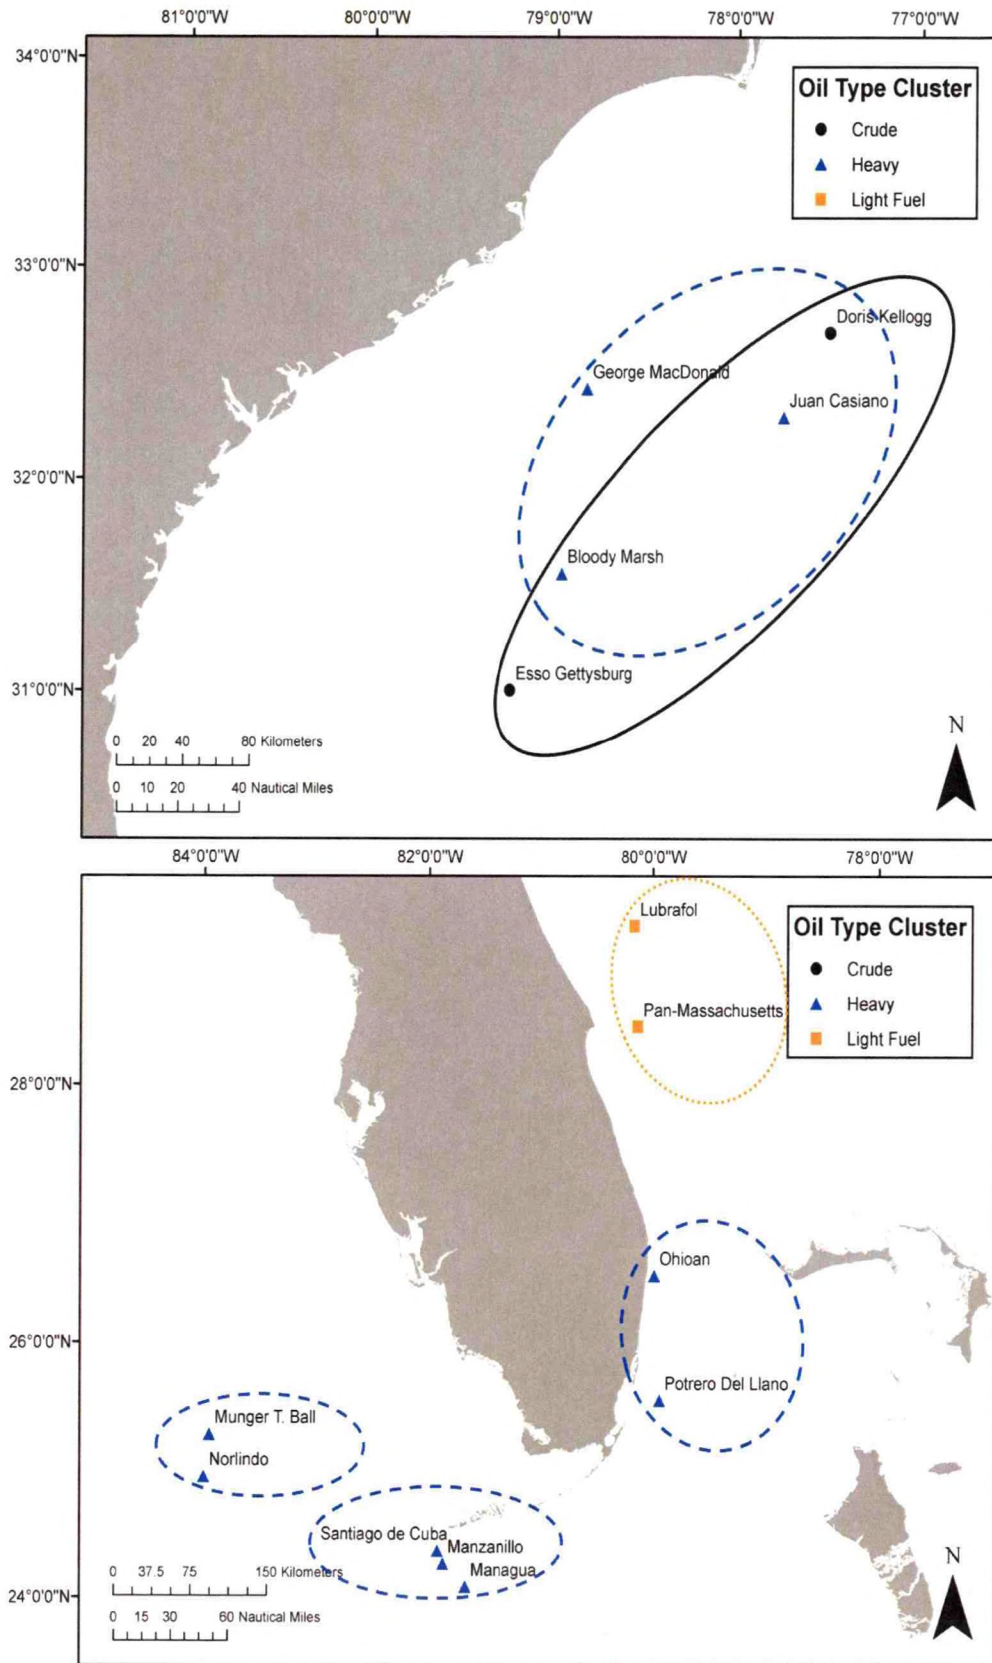 81°0'0"W 80°0'0"W 79°0'0"W 78°0'0"W 77°0'0"W
34°0'0"N
Oil Type Cluster
Crude
Heavy
Light Fuel
33°0'0"N
Doris Kellogg
George MacDonald
Juan Casiano
32°0'0"N
Bloody Marsh
Esso Gettysburg
31°0'0"N
N
0 20 40 80 Kilometers
0 10 20 40 Nautical Miles
84°0'0"W 82°0'0"W 80°0'0"W 78°0'0"W
Lubrafol
Oil Type Cluster
Crude
Heavy
Light Fuel
Pan-Massachusetts
28°0'0"N
Ohioan
26°0'0"N
Potrero Del Llano
Munger T. Ball
Norlindo
Santiago de Cuba
Manzanillo
Managua
N
0 37.5 75 150 Kilometers
24°0'0"N
0 15 30 60 Nautical Miles